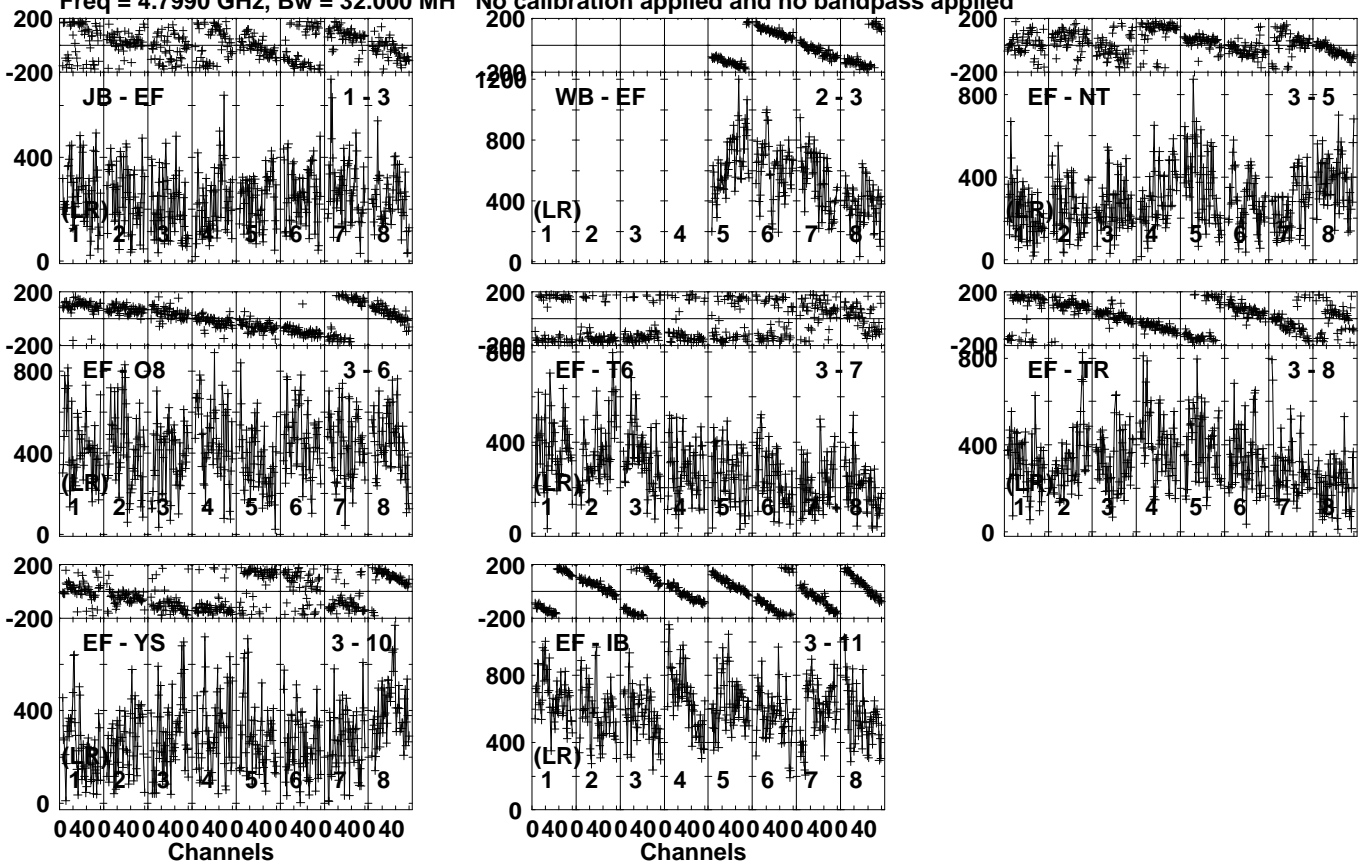 Freq = 4.7990 GHz, Bw = 32.000 MH No calibration applied and no bandpass applied
200
-200
JB - EF 1 - 3
400
(LR)
1 2 3 4 5 6 7 8
0
200
-200
1200
WB - EF 2 - 3
800
400
(LR)
1 2 3 4 5 6 7 8
0
200
-200
800
EF - NT 3 - 5
400
(LR)
1 2 3 4 5 6 7 8
0
200
-200
800
EF - O8 3 - 6
400
(LR)
1 2 3 4 5 6 7 8
0
200
-200
800
EF - T6 3 - 7
400
(LR)
1 2 3 4 5 6 7 8
0
200
-200
800
EF - TR 3 - 8
400
(LR)
1 2 3 4 5 6 7 8
0
200
-200
EF - YS 3 - 10
400
(LR)
1 2 3 4 5 6 7 8
0
0 40 0 40 0 40 0 40 0 40 0 40 0 40 0 40
Channels
200
-200
EF - IB 3 - 11
800
400
(LR)
1 2 3 4 5 6 7 8
0
0 40 0 40 0 40 0 40 0 40 0 40 0 40 0 40
Channels